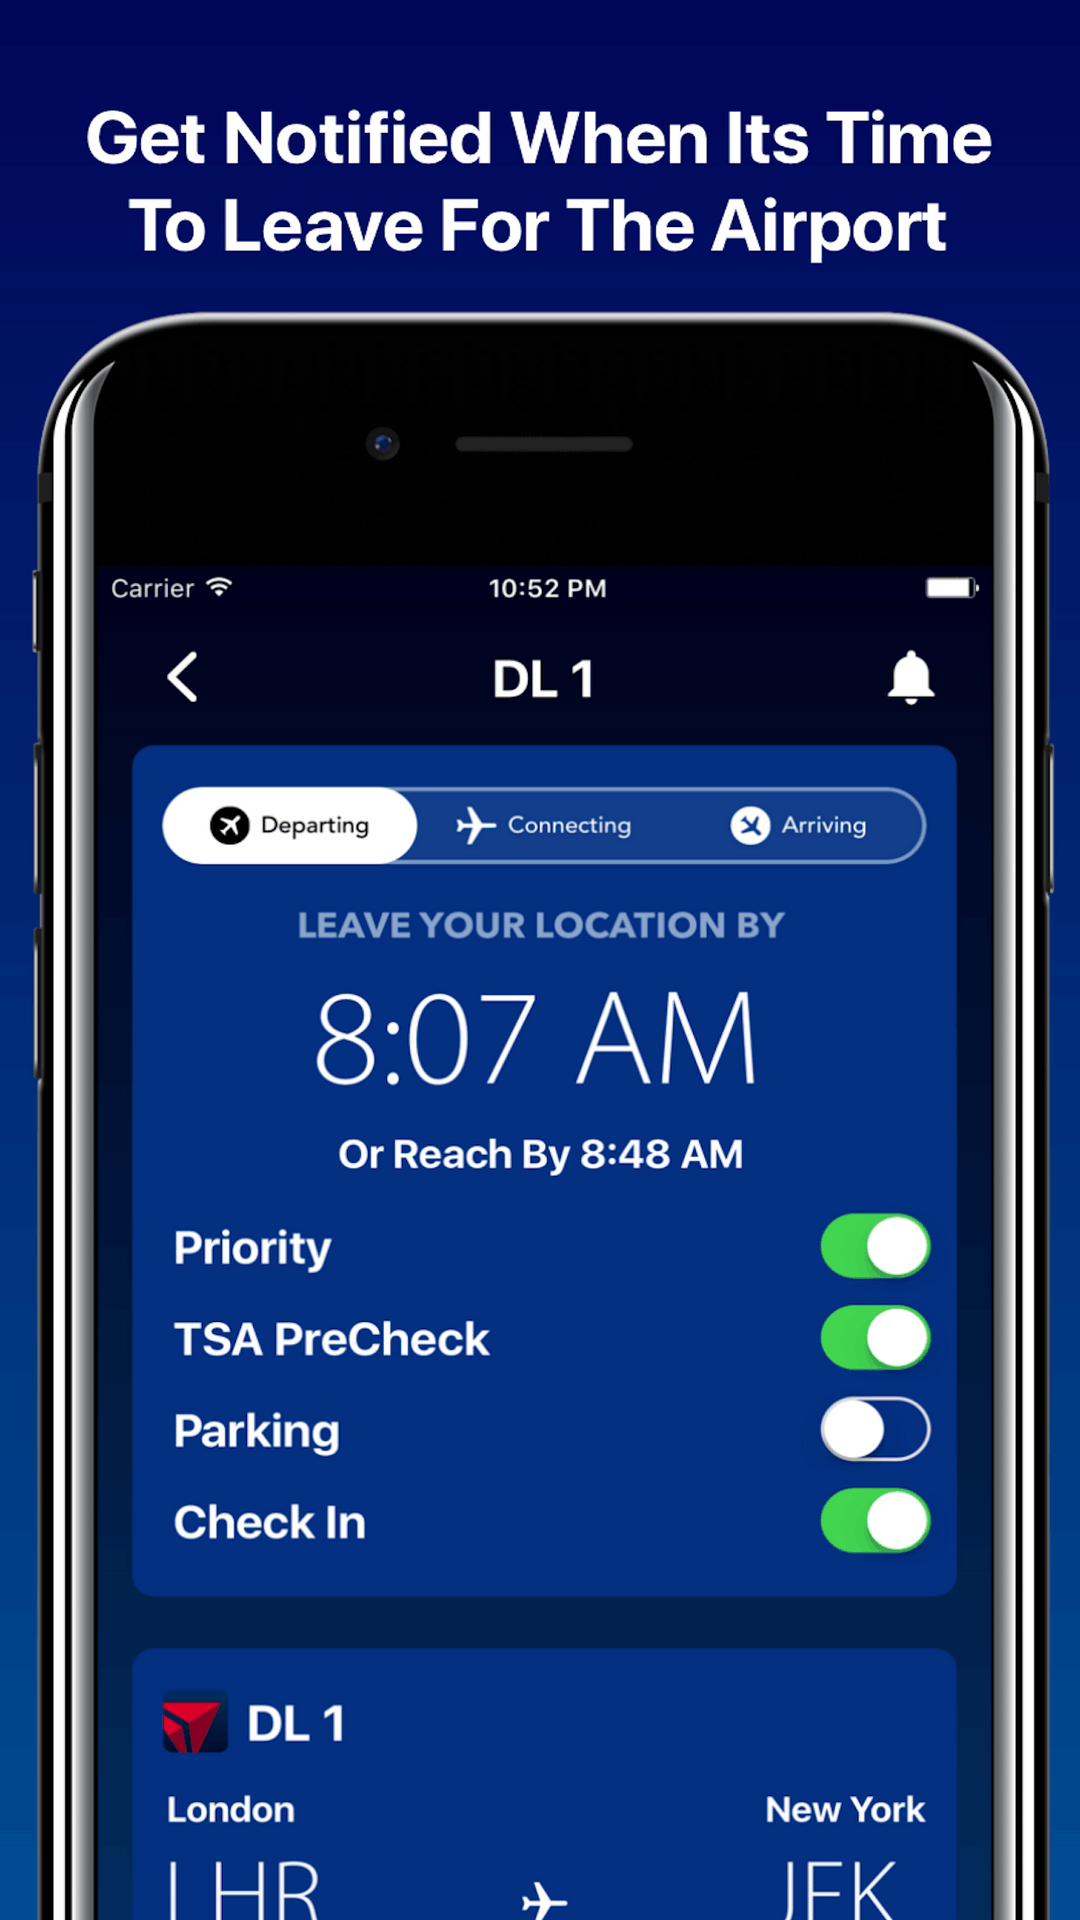 Get Notified When Its Time
To Leave For The Airport
Carrier 10:52 PM
DL 1
Departing Connecting Arriving
LEAVE YOUR LOCATION BY
8:07 AM
Or Reach By 8:48 AM
Priority
TSA PreCheck
Parking
Check In
DL 1
London New York
LHR JFK